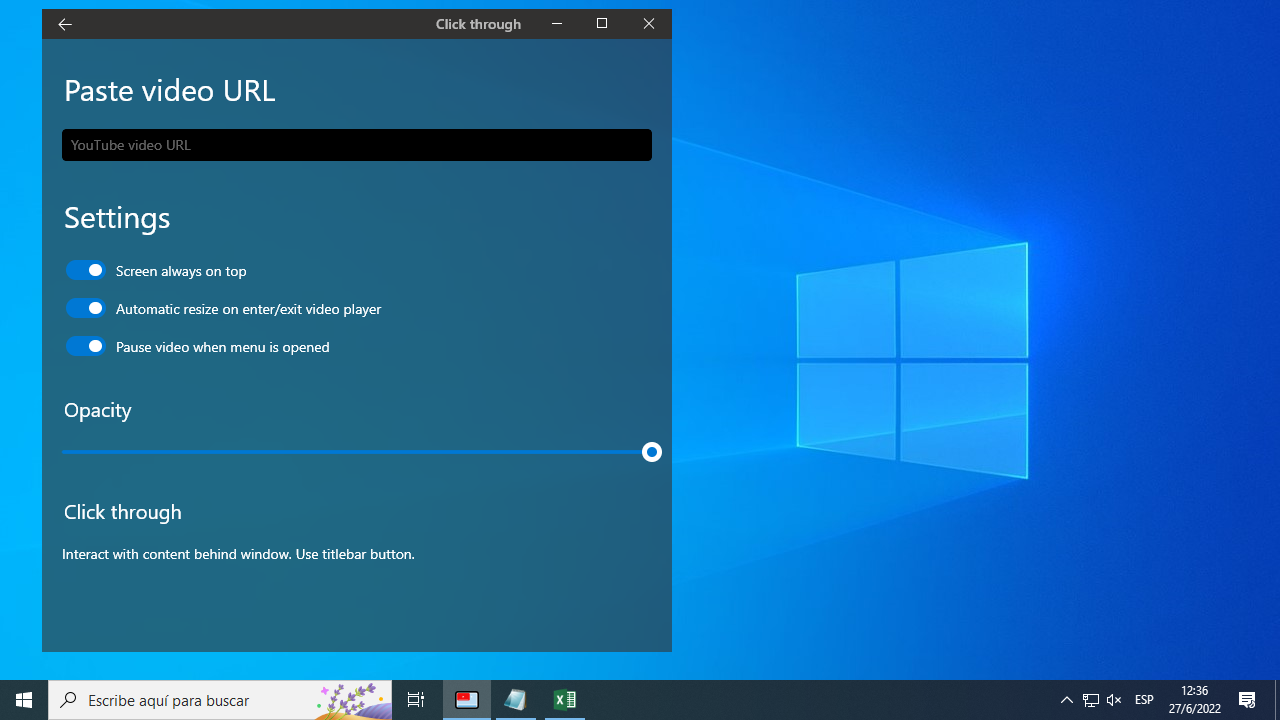 Click through
Paste video URL
YouTube video URL
Settings
Screen always on top
Automatic resize on enter/exit video player
Pause video when menu is opened
Opacity
Click through
Interact with content behind window. Use titlebar button.
Escribe aquí para buscar
ESP
12:36
27/6/2022